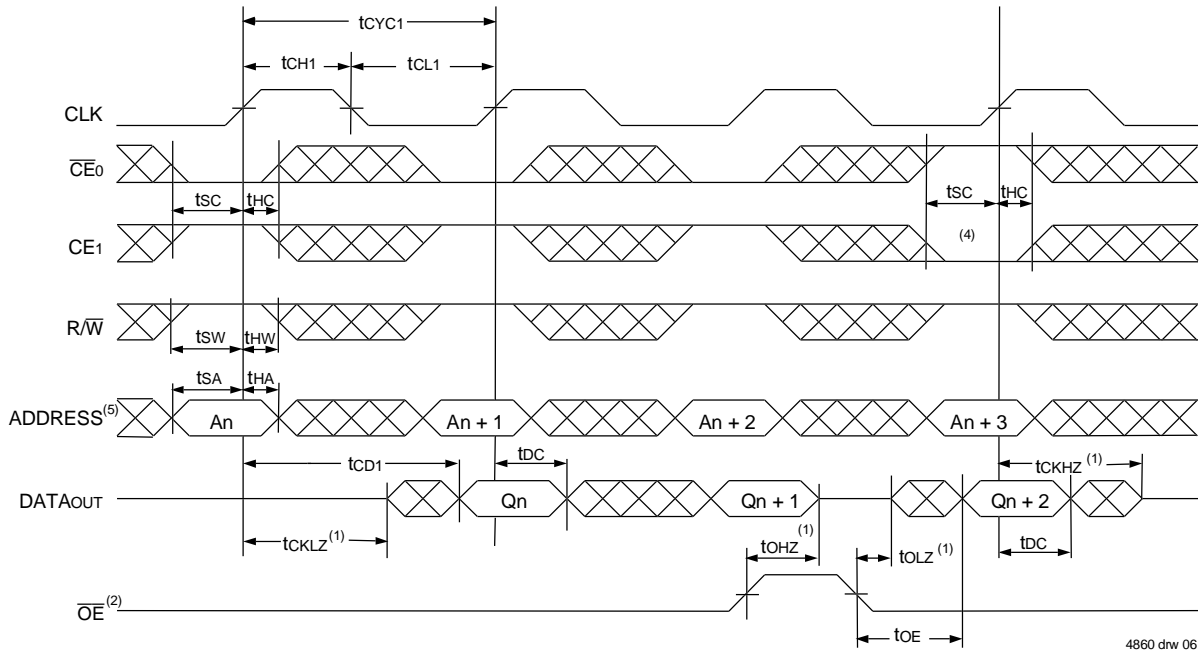 tCYC1
tCH1 tCL1
CLK
CE0
tSC tHC tSC tHC
CE1 (4)
R/W
tSW tHW
tSA tHA
ADDRESS(5) An An + 1 An + 2 An + 3
tCD1 tDC tCKHZ (1)
DATAOUT Qn Qn + 1 Qn + 2
tCKLZ (1) tOHZ (1) tOLZ (1) tDC
OE (2)
tOE
4860 drw 06